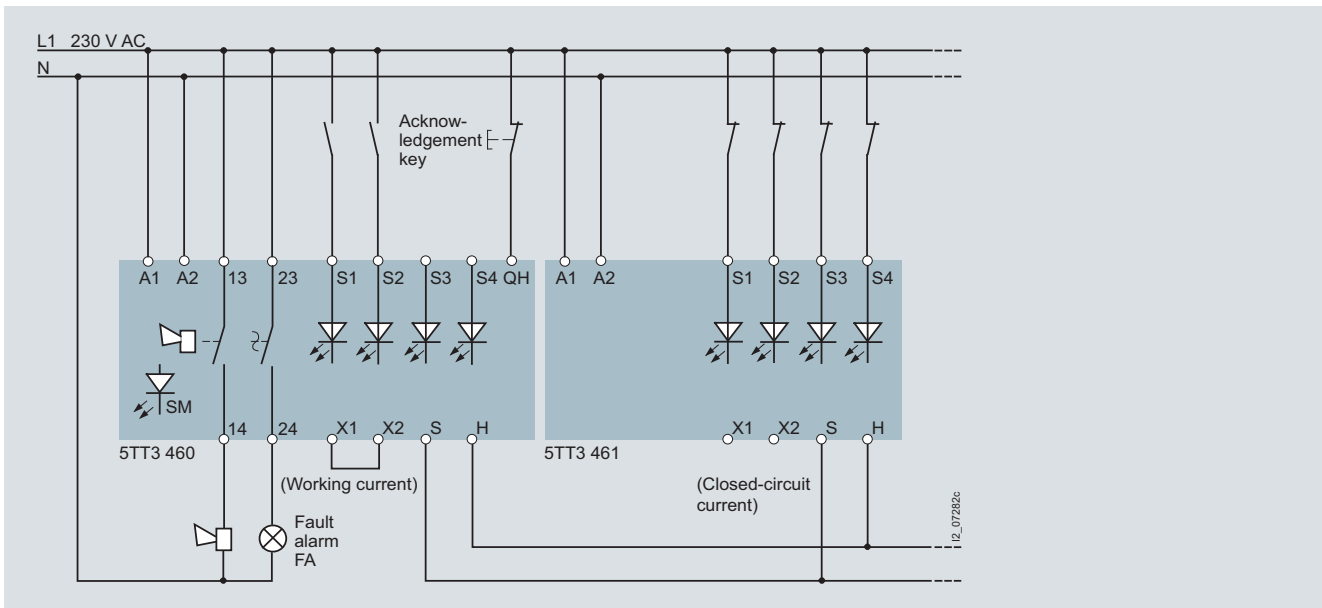 L1 230 V AC
N
Acknow-
ledgement
key
A1 A2 13 23 S1 S2 S3 S4 QH A1 A2 S1 S2 S3 S4
SM
14 24 X1 X2 S H X1 X2 S H
5TT3 460 5TT3 461
(Working current)
(Closed-circuit
current)
Fault
alarm
FA
I2_07282c